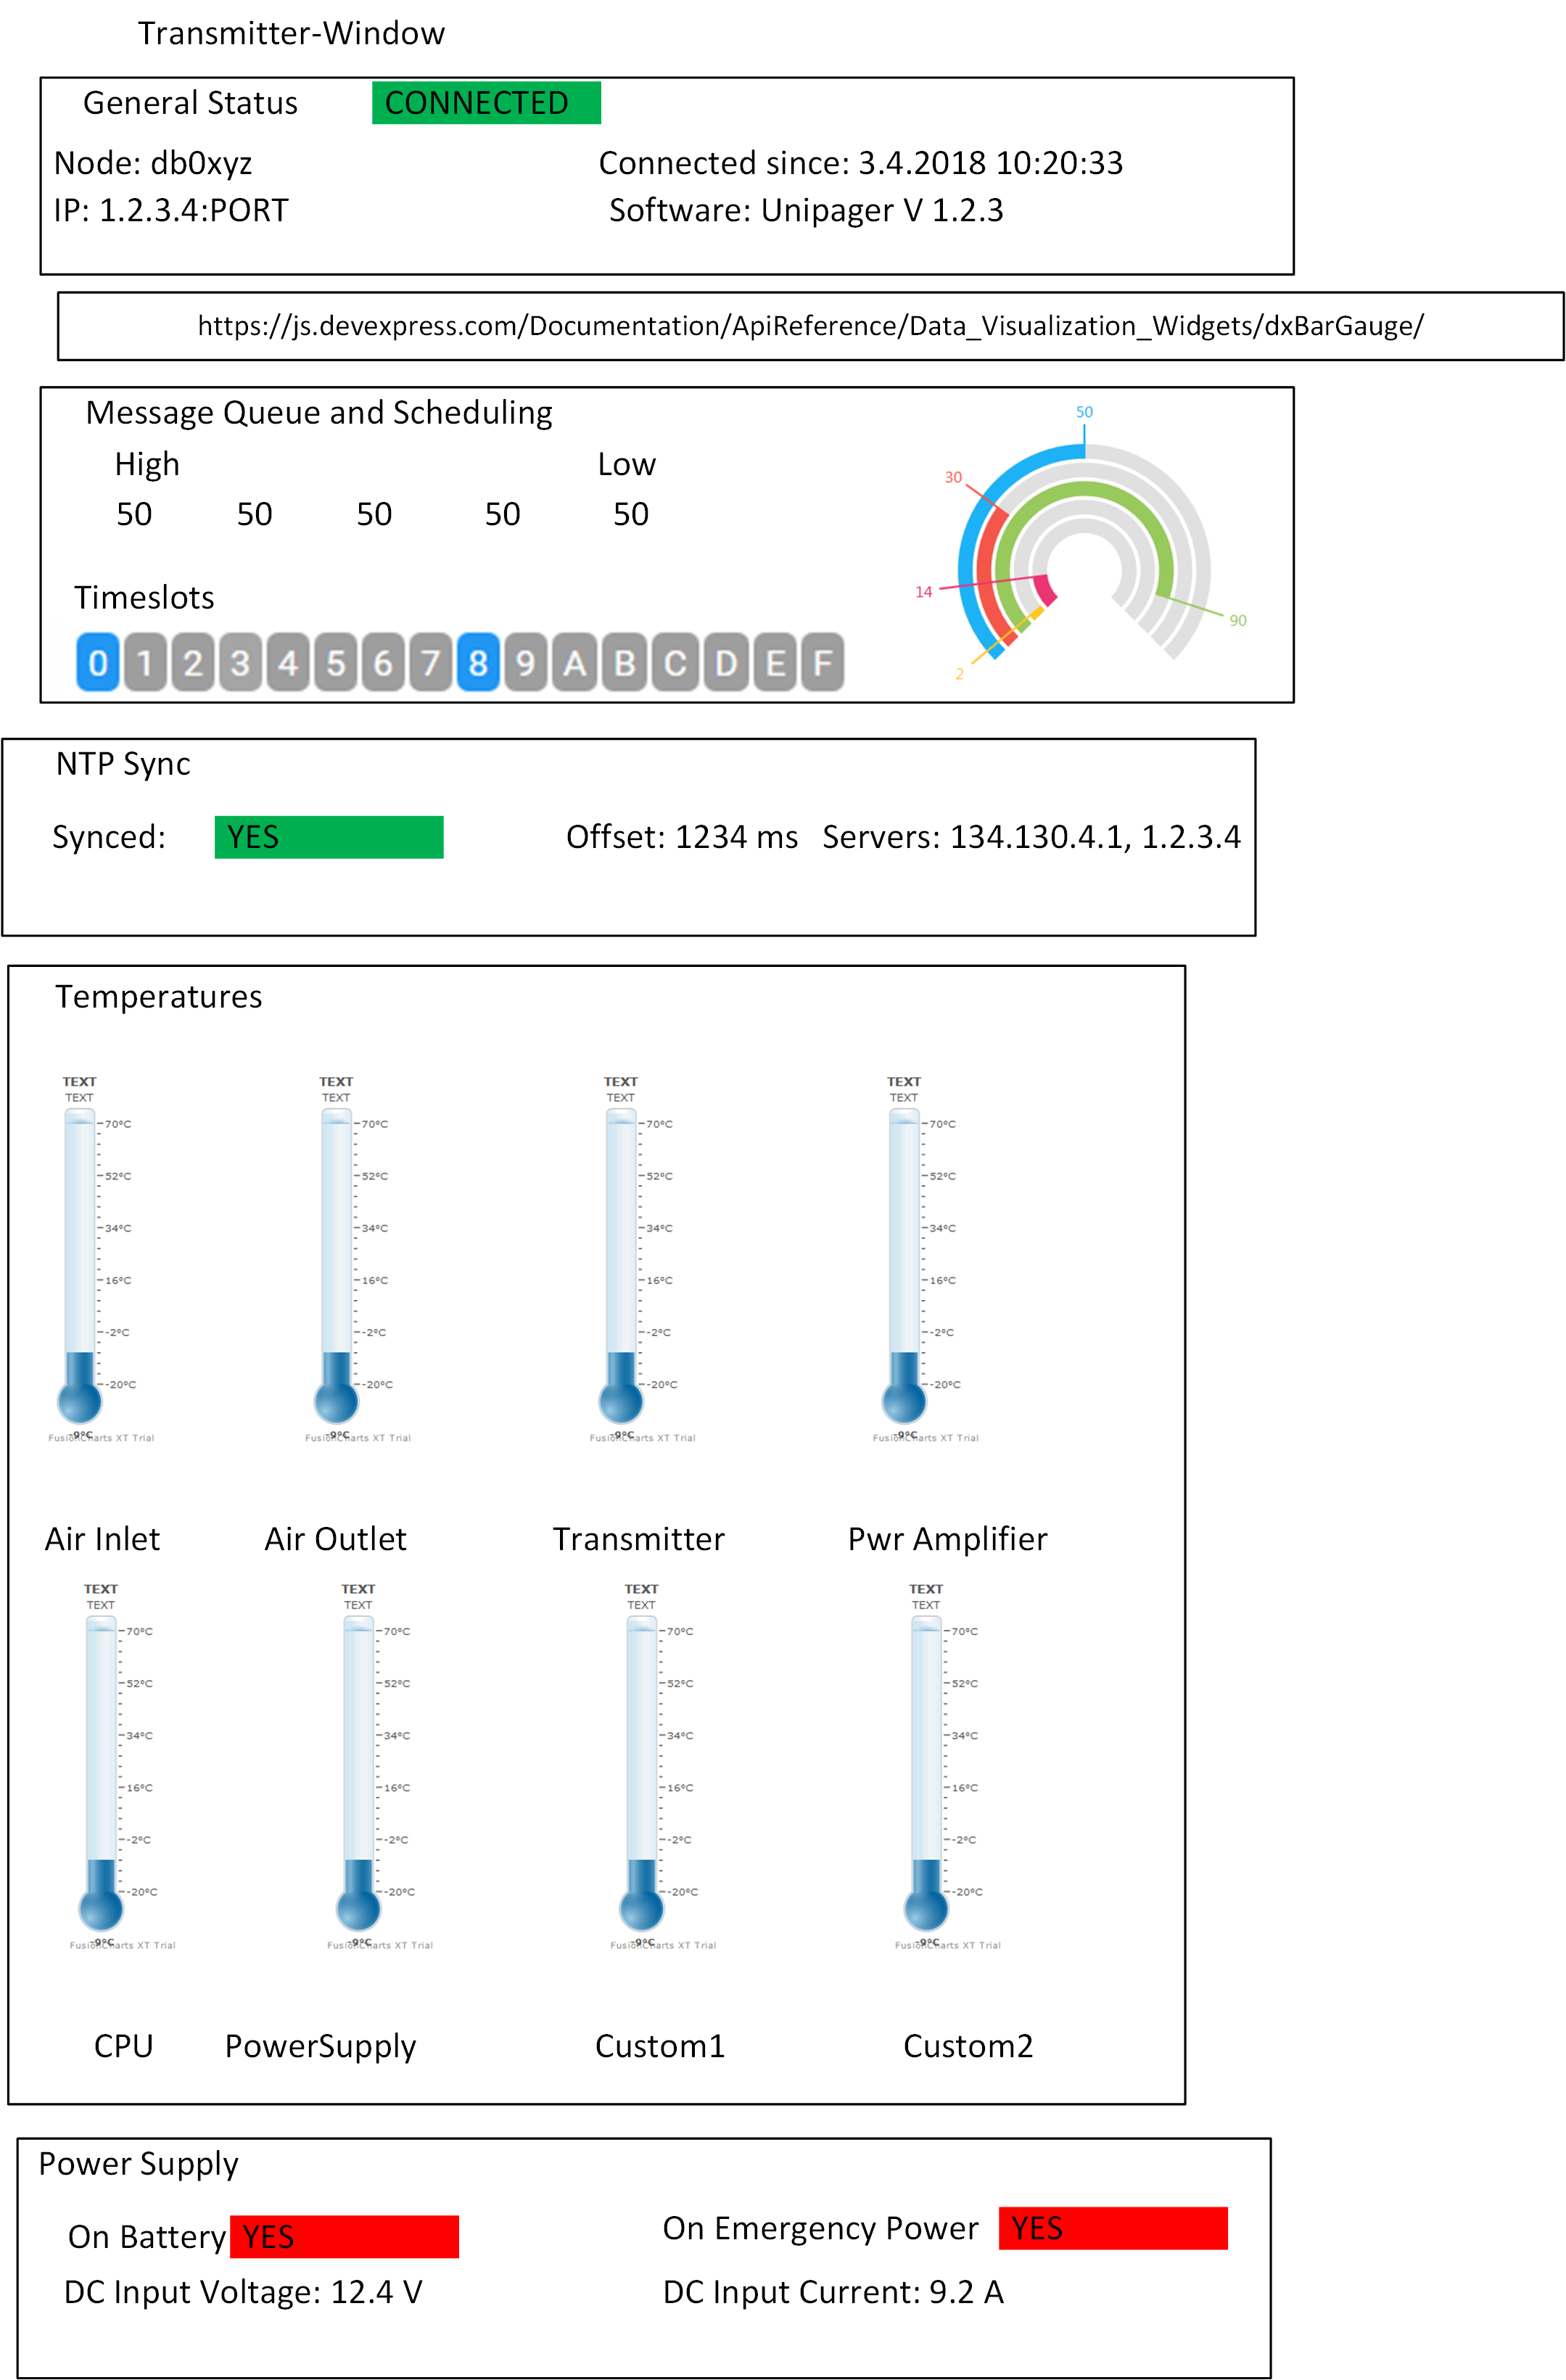 Transmitter-Window
General Status CONNECTED
Node: db0xyz Connected since: 3.4.2018 10:20:33
IP: 1.2.3.4:PORT Software: Unipager V 1.2.3
https://js.devexpress.com/Documentation/ApiReference/Data_Visualization_Widgets/dxBarGauge/
Message Queue and Scheduling
High Low
50 50 50 50 50
Timeslots
0 1 2 3 4 5 6 7 8 9 A B C D E F
50
30
14
90
2
NTP Sync
Synced: YES Offset: 1234 ms Servers: 134.130.4.1, 1.2.3.4
Temperatures
TEXT TEXT TEXT TEXT
TEXT TEXT TEXT TEXT
70°C 70°C 70°C 70°C
52°C 52°C 52°C 52°C
34°C 34°C 34°C 34°C
16°C 16°C 16°C 16°C
-2°C -2°C -2°C -2°C
-20°C -20°C -20°C -20°C
-9°C -9°C -9°C -9°C
FusionCharts XT Trial FusionCharts XT Trial FusionCharts XT Trial FusionCharts XT Trial
Air Inlet Air Outlet Transmitter Pwr Amplifier
TEXT TEXT TEXT TEXT
TEXT TEXT TEXT TEXT
70°C 70°C 70°C 70°C
52°C 52°C 52°C 52°C
34°C 34°C 34°C 34°C
16°C 16°C 16°C 16°C
-2°C -2°C -2°C -2°C
-20°C -20°C -20°C -20°C
-9°C -9°C -9°C -9°C
FusionCharts XT Trial FusionCharts XT Trial FusionCharts XT Trial FusionCharts XT Trial
CPU PowerSupply Custom1 Custom2
Power Supply
On Battery YES On Emergency Power YES
DC Input Voltage: 12.4 V DC Input Current: 9.2 A